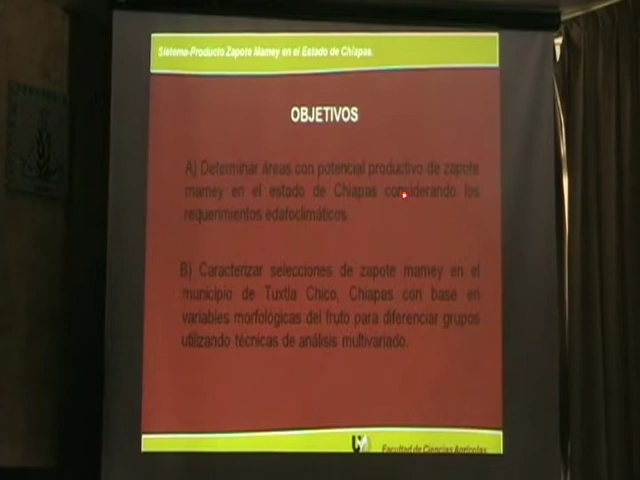 Sistema-Producto Zapote Mamey en el Estado de Chiapas.
OBJETIVOS
A) Determinar áreas con potencial productivo de zapote
mamey en el estado de Chiapas considerando los
requerimientos edafoclimáticos.
B) Caracterizar selecciones de zapote mamey en el
municipio de Tuxtla Chico, Chiapas con base en
variables morfológicas del fruto para diferenciar grupos
utilizando técnicas de análisis multivariado.
Facultad de Ciencias Agrícolas